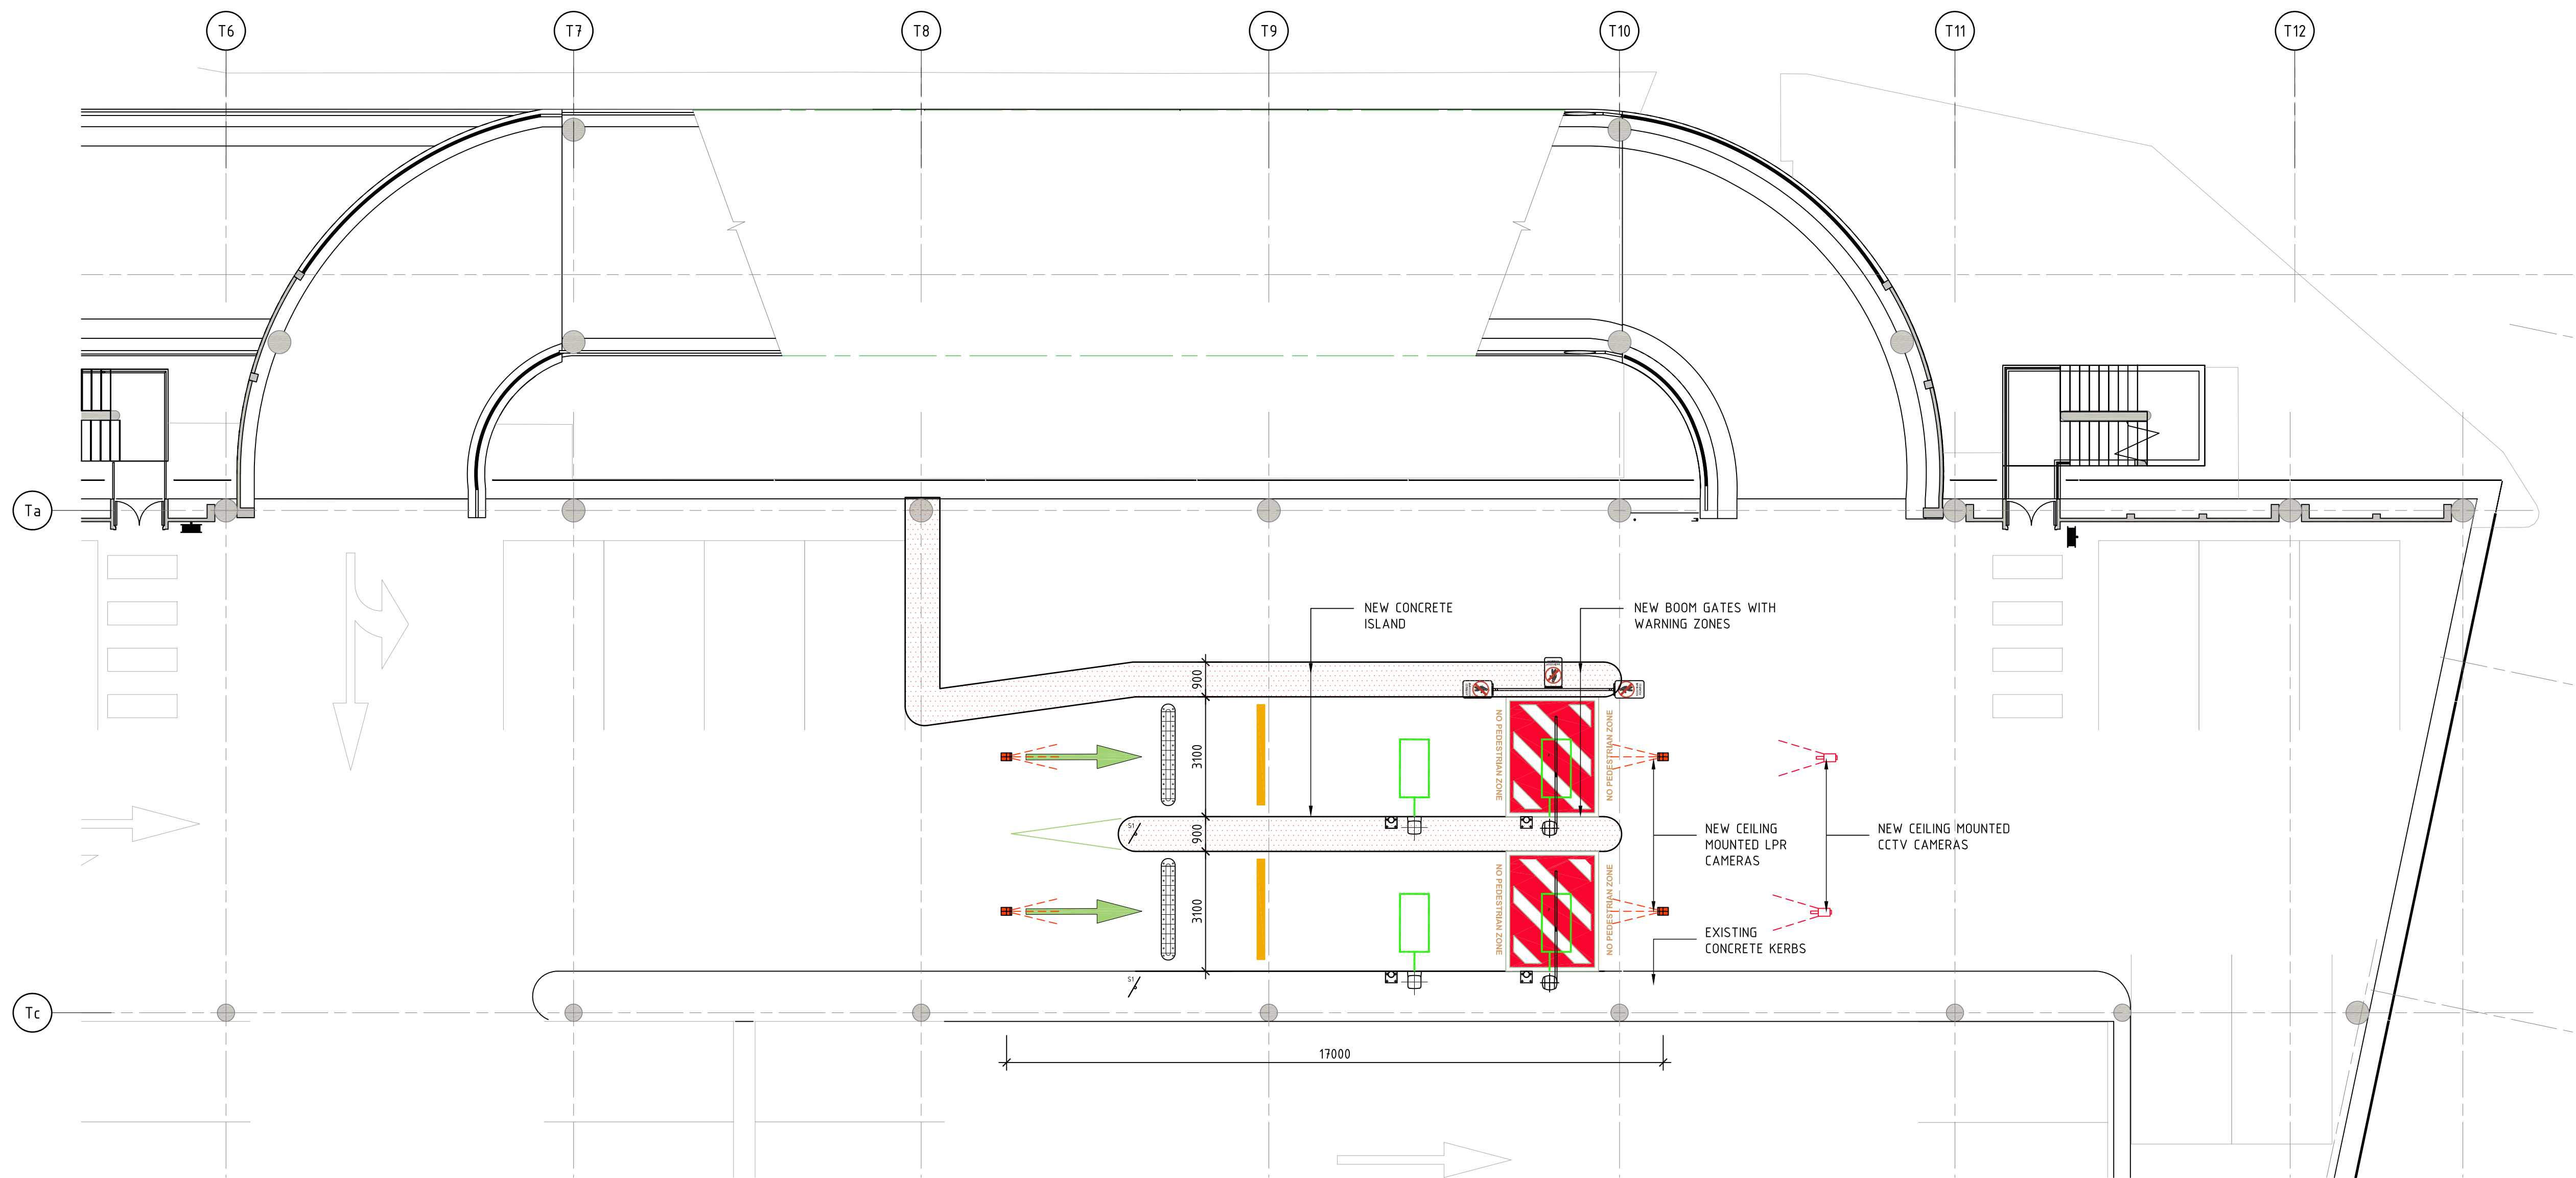 T6
T7
T8
T9
T10
T11
T12
Ta
NEW CONCRETE
ISLAND
NEW BOOM GATES WITH
WARNING ZONES
900
3100
NO PEDESTRIAN ZONE
NO PEDESTRIAN ZONE
S1
900
NEW CEILING
MOUNTED LPR
CAMERAS
NEW CEILING MOUNTED
CCTV CAMERAS
3100
NO PEDESTRIAN ZONE
NO PEDESTRIAN ZONE
EXISTING
CONCRETE KERBS
S1
Tc
17000